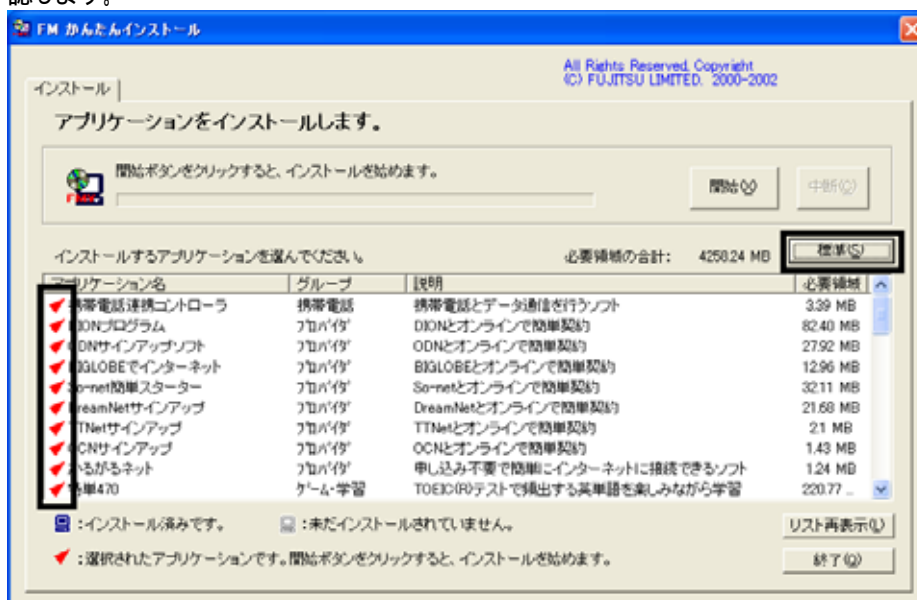 認します。
FM かんたんインストール
All Rights Reserved, Copyright
(C) FUJITSU LIMITED. 2000-2002
インストール
アプリケーションをインストールします。
開始ボタンをクリックすると、インストールを始めます。
開始(X)
中断(C)
インストールするアプリケーションを選んでください。
必要領域の合計: 4258.24 MB
標準(S)
アプリケーション名 グループ 説明 必要領域
携帯電話連携コントローラ 携帯電話 携帯電話とデータ通信を行うソフト 3.39 MB
DIONプログラム プロバイダ DIONとオンラインで簡単契約 82.40 MB
ODNサインアップソフト プロバイダ ODNとオンラインで簡単契約 27.92 MB
BIGLOBEでインターネット プロバイダ BIGLOBEとオンラインで簡単契約 12.96 MB
So-net簡単スターター プロバイダ So-netとオンラインで簡単契約 32.11 MB
DreamNetサインアップ プロバイダ DreamNetとオンラインで簡単契約 21.68 MB
TTNetサインアップ プロバイダ TTNetとオンラインで簡単契約 2.1 MB
OCNサインアップ プロバイダ OCNとオンラインで簡単契約 1.43 MB
かるがるネット プロバイダ 申し込み不要で簡単にインターネットに接続できるソフト 1.24 MB
単470 ゲーム・学習 TOEIC(R)テストで頻出する英単語を楽しみながら学習 220.77 ...
:インストール済みです。
:未だインストールされていません。
リスト再表示(L)
:選択されたアプリケーションです。開始ボタンをクリックすると、インストールを始めます。
終了(Q)